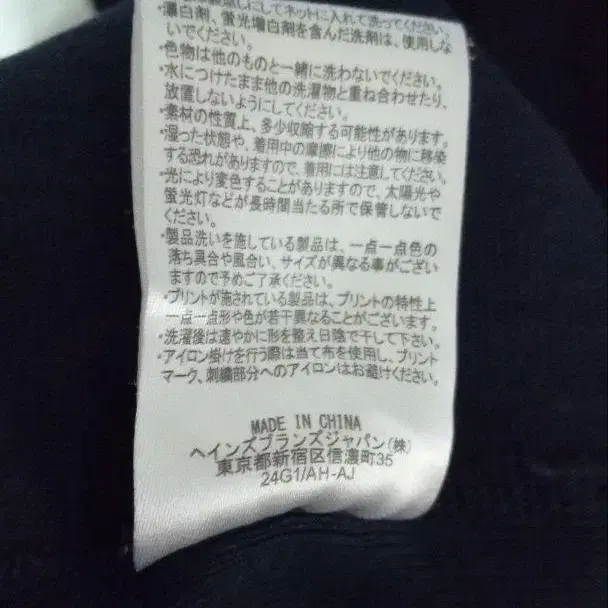 にしてネットに入れて洗ってください。
・漂白剤、蛍光増白剤を含んだ洗剤は、使用しな
いでください。
・色物は他のものと一緒に洗わないでください。
・水につけたまま他の洗濯物と重ね合わせたり、
放置しないようにしてください。
・素材の性質上、多少収縮する可能性があります。
・湿った状態や、着用中の摩擦により他の物に移染
する恐れがありますので、着用には注意してください。
・光により変色することがありますので、太陽光や
蛍光灯などが長時間当たる所で保管しないで
ください。
・製品洗いを施している製品は、一点一点色の
落ち具合や風合い、サイズが異なる事がござい
ますので予めご了承ください。
・プリントが施されている製品は、プリントの特性上
一点一点形や色が若干異なることがございます。
・洗濯後は速やかに形を整え日陰で干して下さい。
・アイロン掛けを行う際は当て布を使用し、プリント
マーク、刺繍部分へのアイロンはお避けください。
MADE IN CHINA
ヘインズブランズジャパン(株)
東京都新宿区信濃町35
24G1/AH-AJ